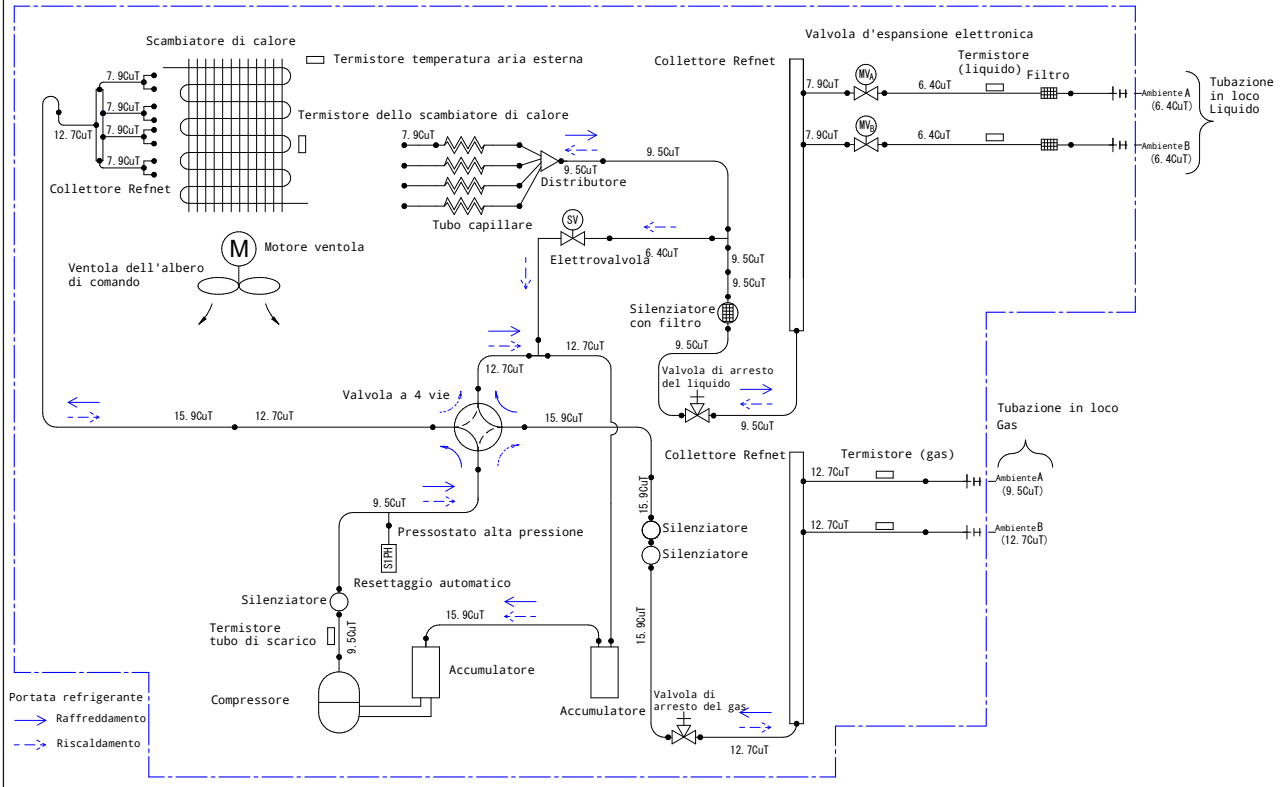 Scambiatore di calore
Termistore temperatura aria esterna
7.9CuT
7.9CuT
7.9CuT
7.9CuT
12.7CuT
Collettore Refnet
Termistore dello scambiatore di calore
7.9CuT
Tubo capillare
Distributore
9.5CuT
9.5CuT
Collettore Refnet
Valvola d'espansione elettronica
MVA
7.9CuT
6.4CuT
Termistore
(liquido)
Filtro
Ambiente A
(6.4CuT)
MVB
7.9CuT
6.4CuT
Ambiente B
(6.4CuT)
Tubazione
in loco
Liquido
M
Motore ventola
Ventola dell'albero
di comando
SV
Elettrovalvola
6.4CuT
9.5CuT
9.5CuT
Silenziatore
con filtro
9.5CuT
Valvola di arresto
del liquido
9.5CuT
12.7CuT
12.7CuT
Valvola a 4 vie
15.9CuT
12.7CuT
15.9CuT
Collettore Refnet
Termistore (gas)
12.7CuT
12.7CuT
Tubazione in loco
Gas
Ambiente A
(9.5CuT)
Ambiente B
(12.7CuT)
15.9CuT
Silenziatore
Silenziatore
15.9CuT
9.5CuT
Pressostato alta pressione
S1PH
Resettaggio automatico
Silenziatore
Termistore
tubo di scarico
9.5CuT
15.9CuT
Accumulatore
Accumulatore
Compressore
Valvola di
arresto del gas
12.7CuT
Portata refrigerante
Raffreddamento
Riscaldamento